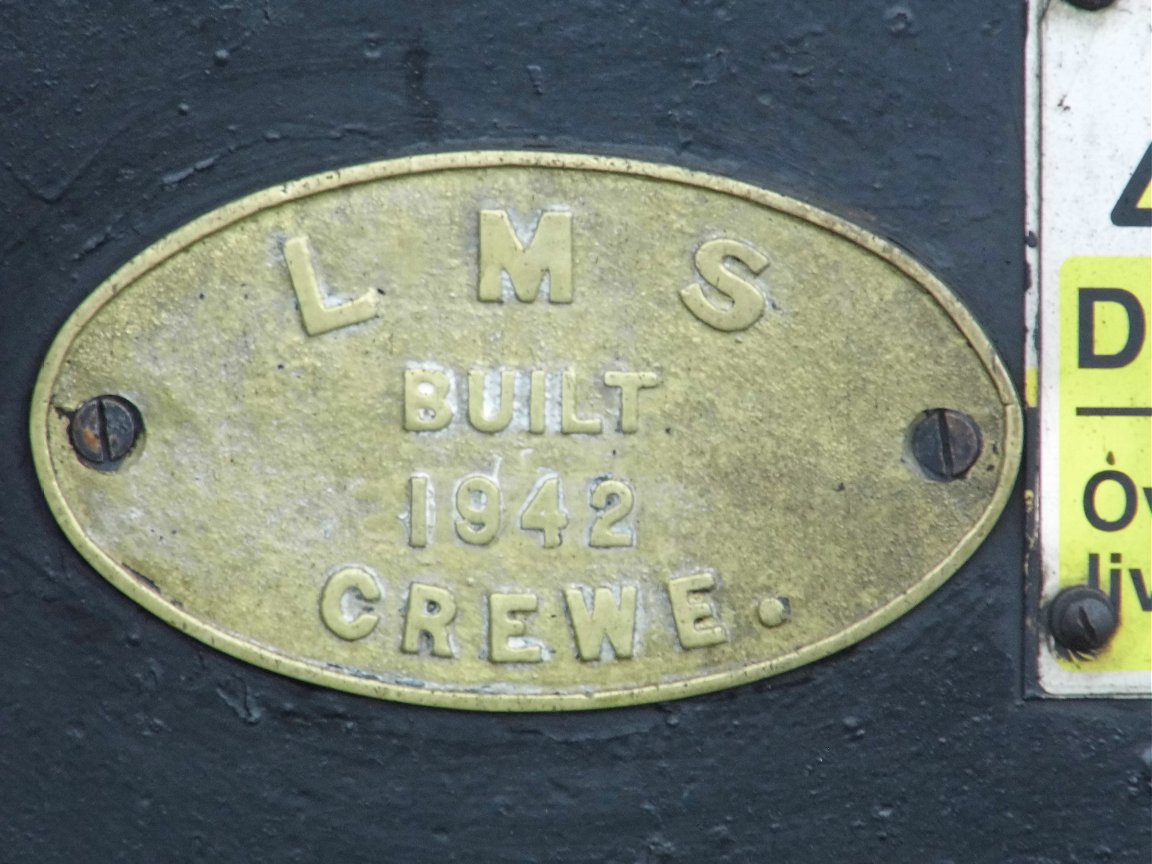 L M S
BUILT
1942
CREWE.